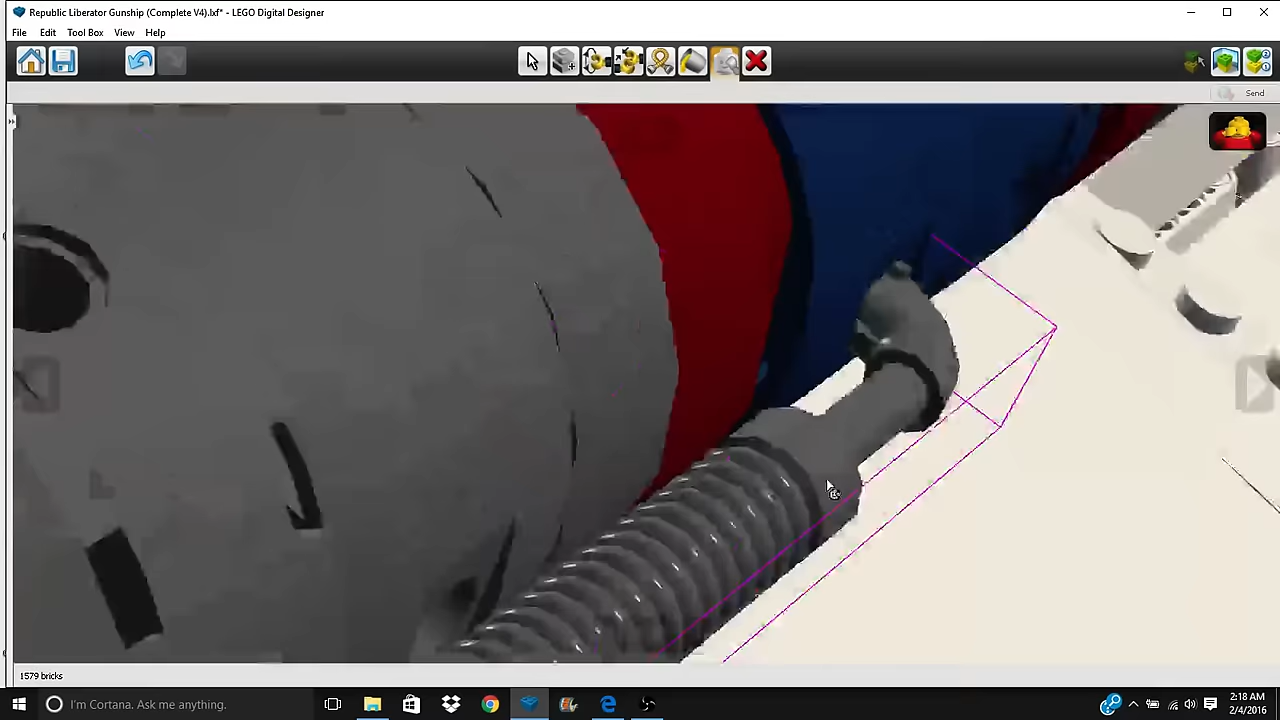 Republic Liberator Gunship (Complete V4).lxf* - LEGO Digital Designer
File Edit Tool Box View Help
Send
1579 bricks
I'm Cortana. Ask me anything.
2:18 AM
2/4/2016